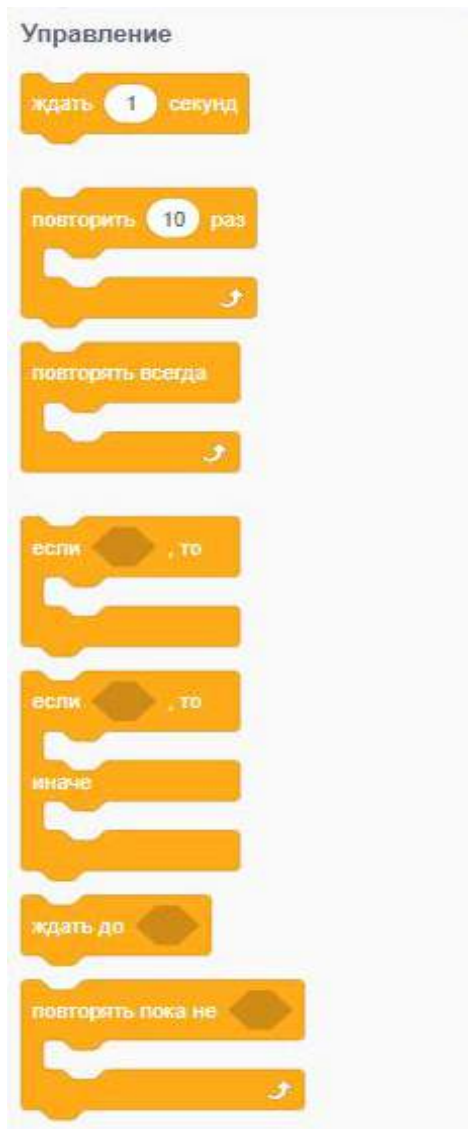 Управление
ждать 1 секунд
повторить 10 раз
повторять всегда
если , то
если , то
иначе
ждать до
повторять пока не